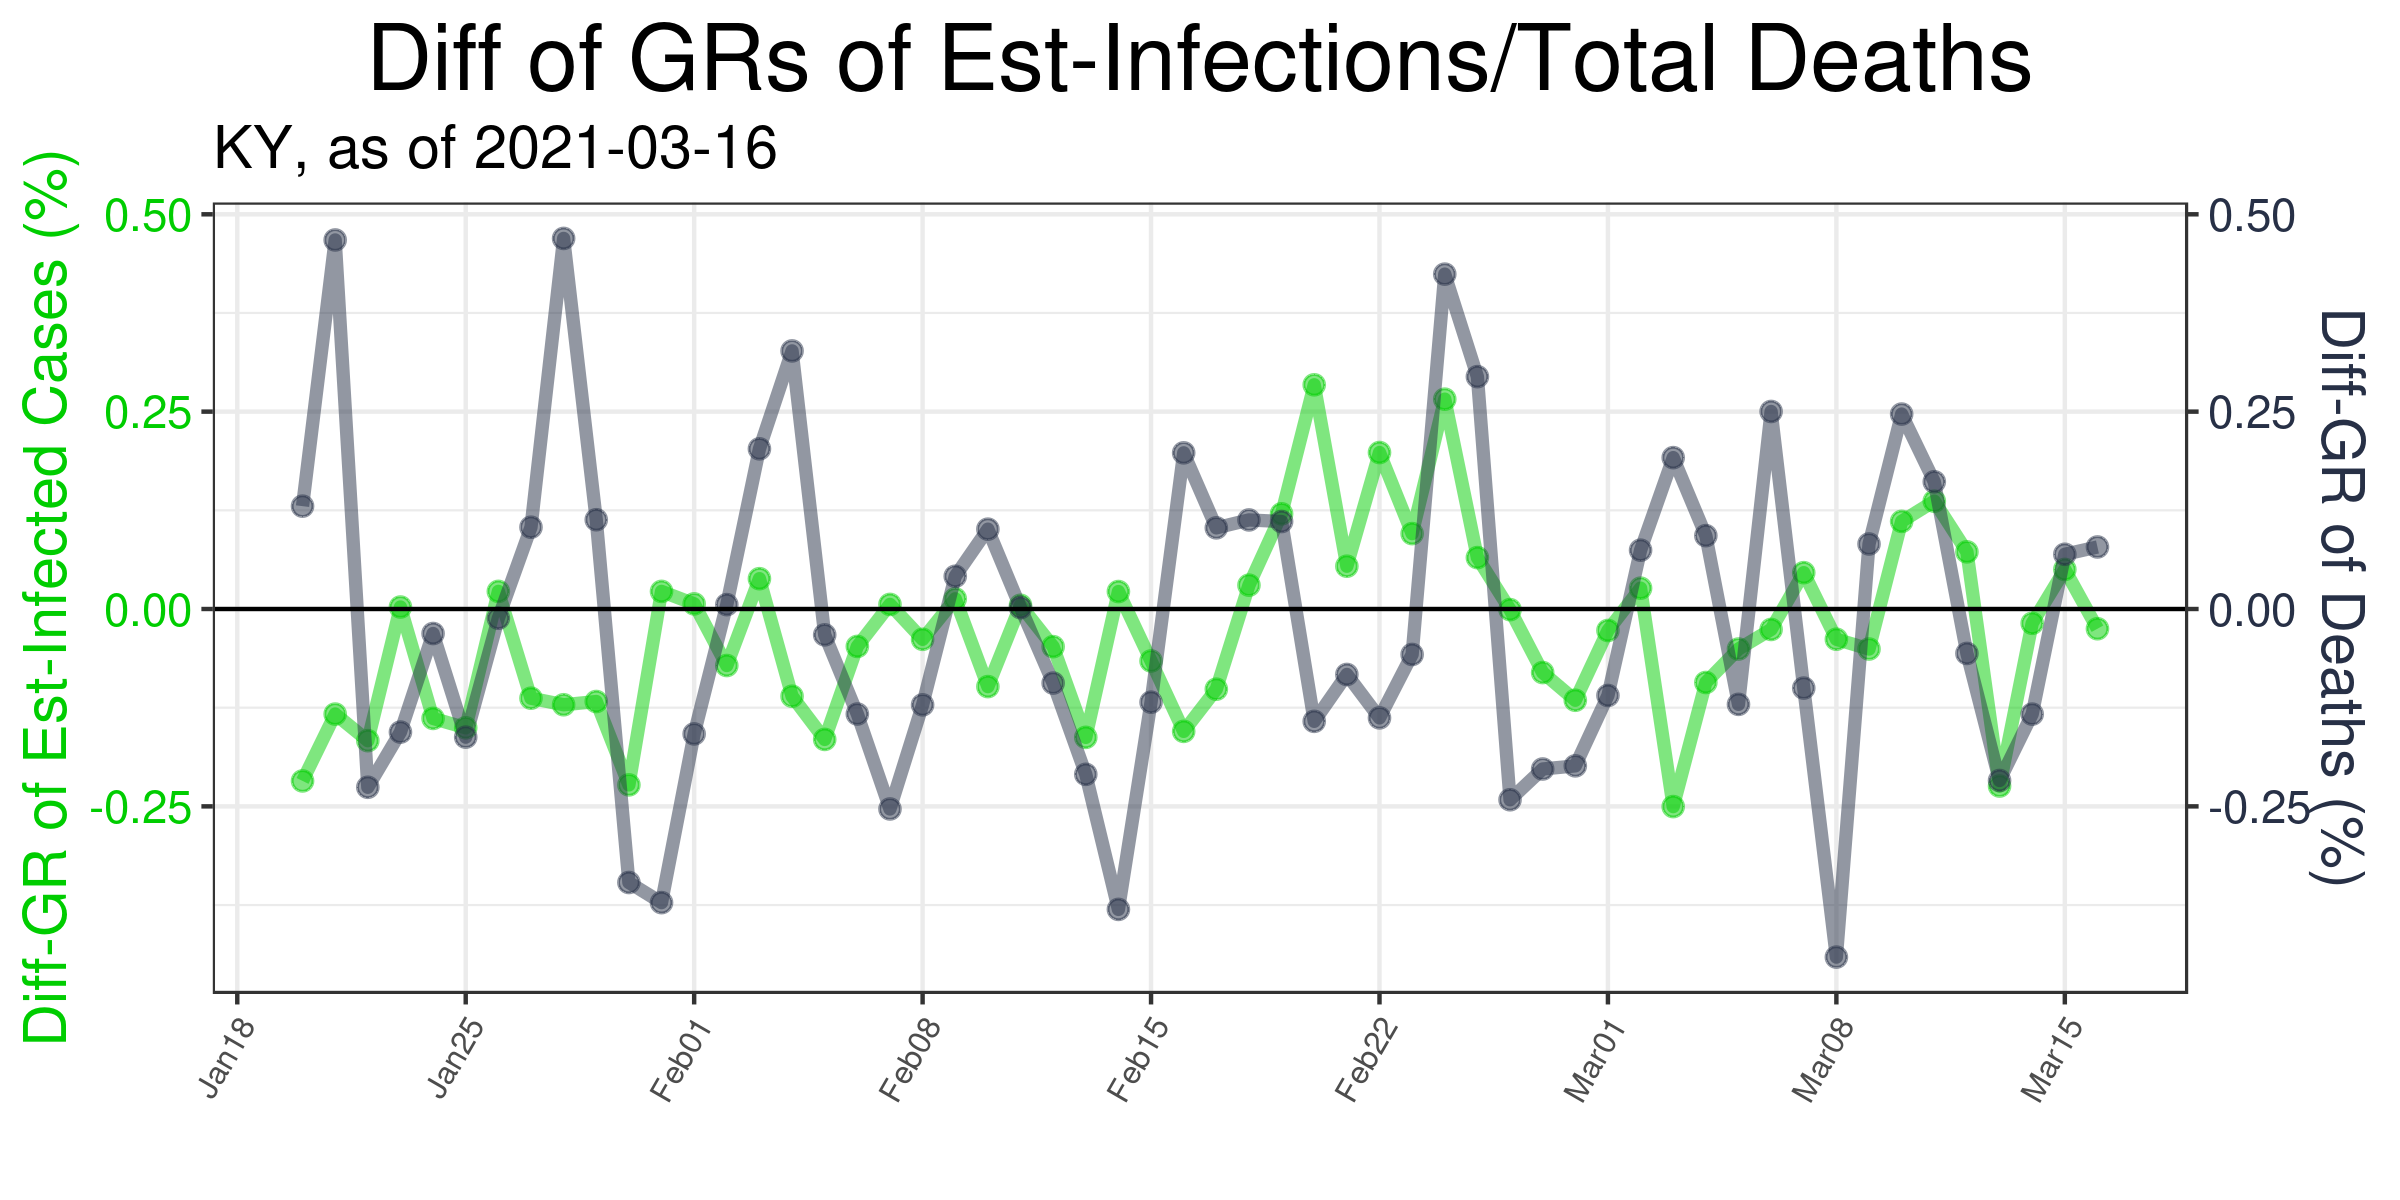 Diff of GRs of Est-Infections/Total Deaths
KY, as of 2021-03-16
Diff-GR of Est-Infected Cases (%)
0.50
0.25
0.00
-0.25
0.50
0.25
0.00
-0.25
Diff-GR of Deaths (%)
Jan18 Jan25 Feb01 Feb08 Feb15 Feb22 Mar01 Mar08 Mar15